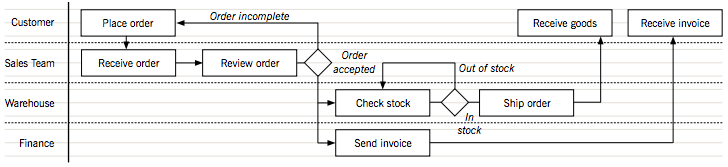 Customer
Place order
Order incomplete
Receive goods
Receive invoice
Sales Team
Receive order
Review order
Order
accepted
Out of stock
Warehouse
Check stock
Ship order
In
stock
Finance
Send invoice